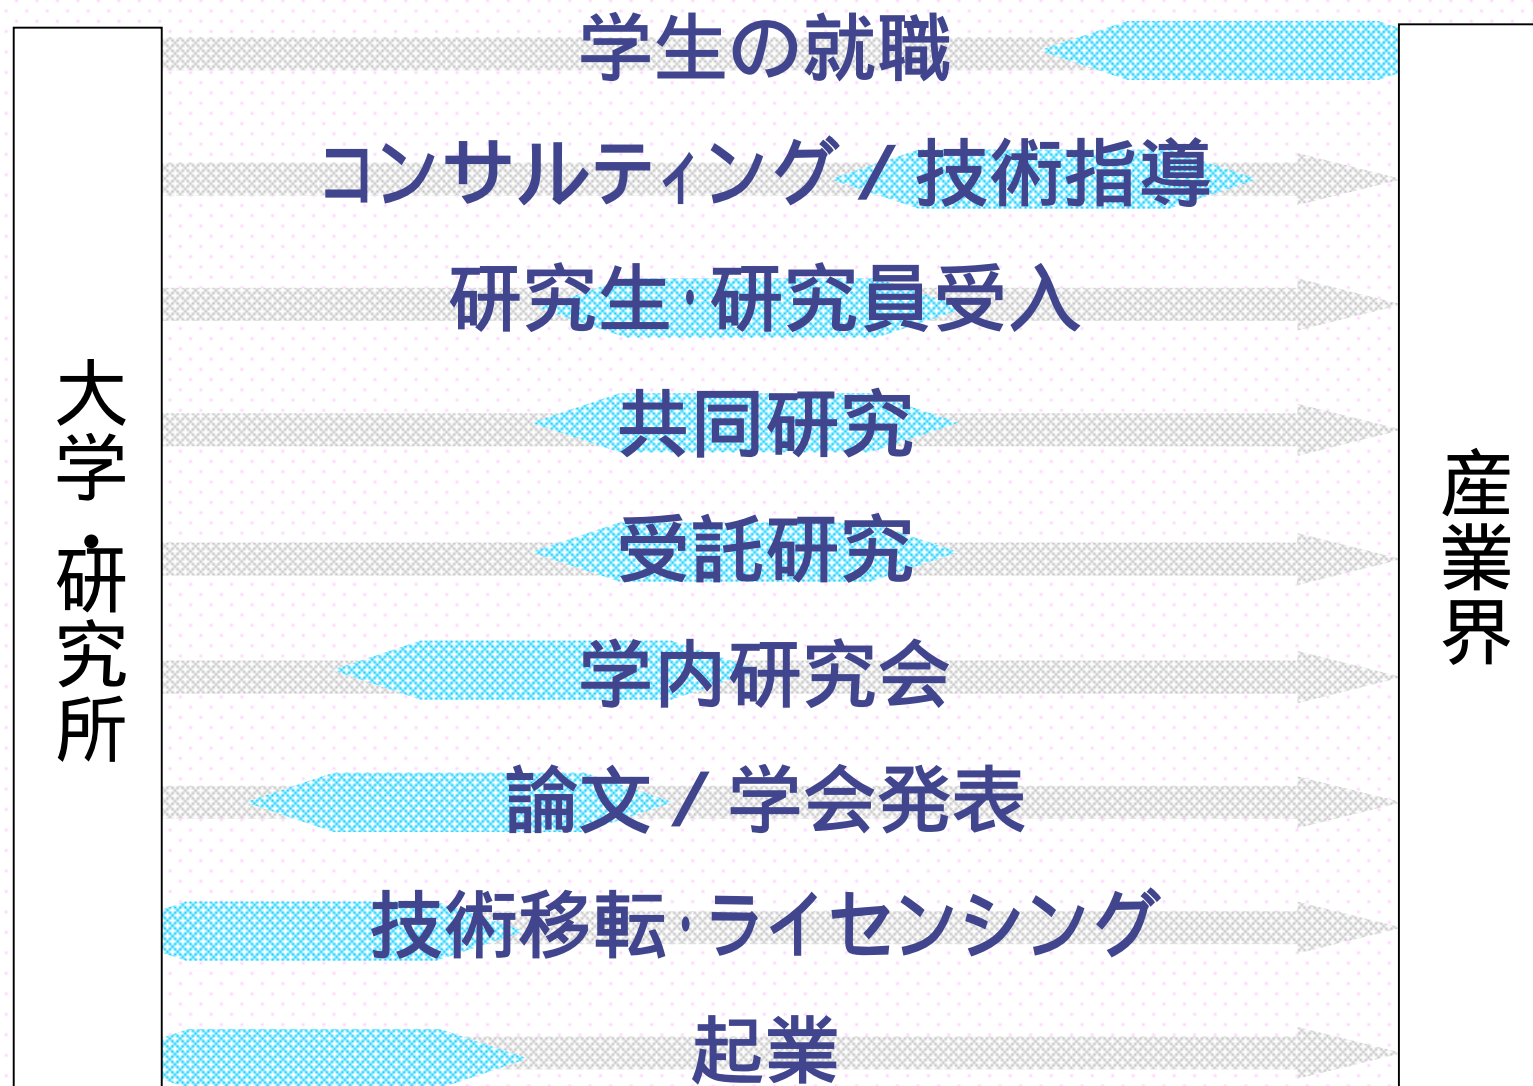 学生の就職
コンサルティング/技術指導
研究生・研究員受入
共同研究
受託研究
学内研究会
論文/学会発表
技術移転・ライセンシング
起業
大学・研究所
産業界